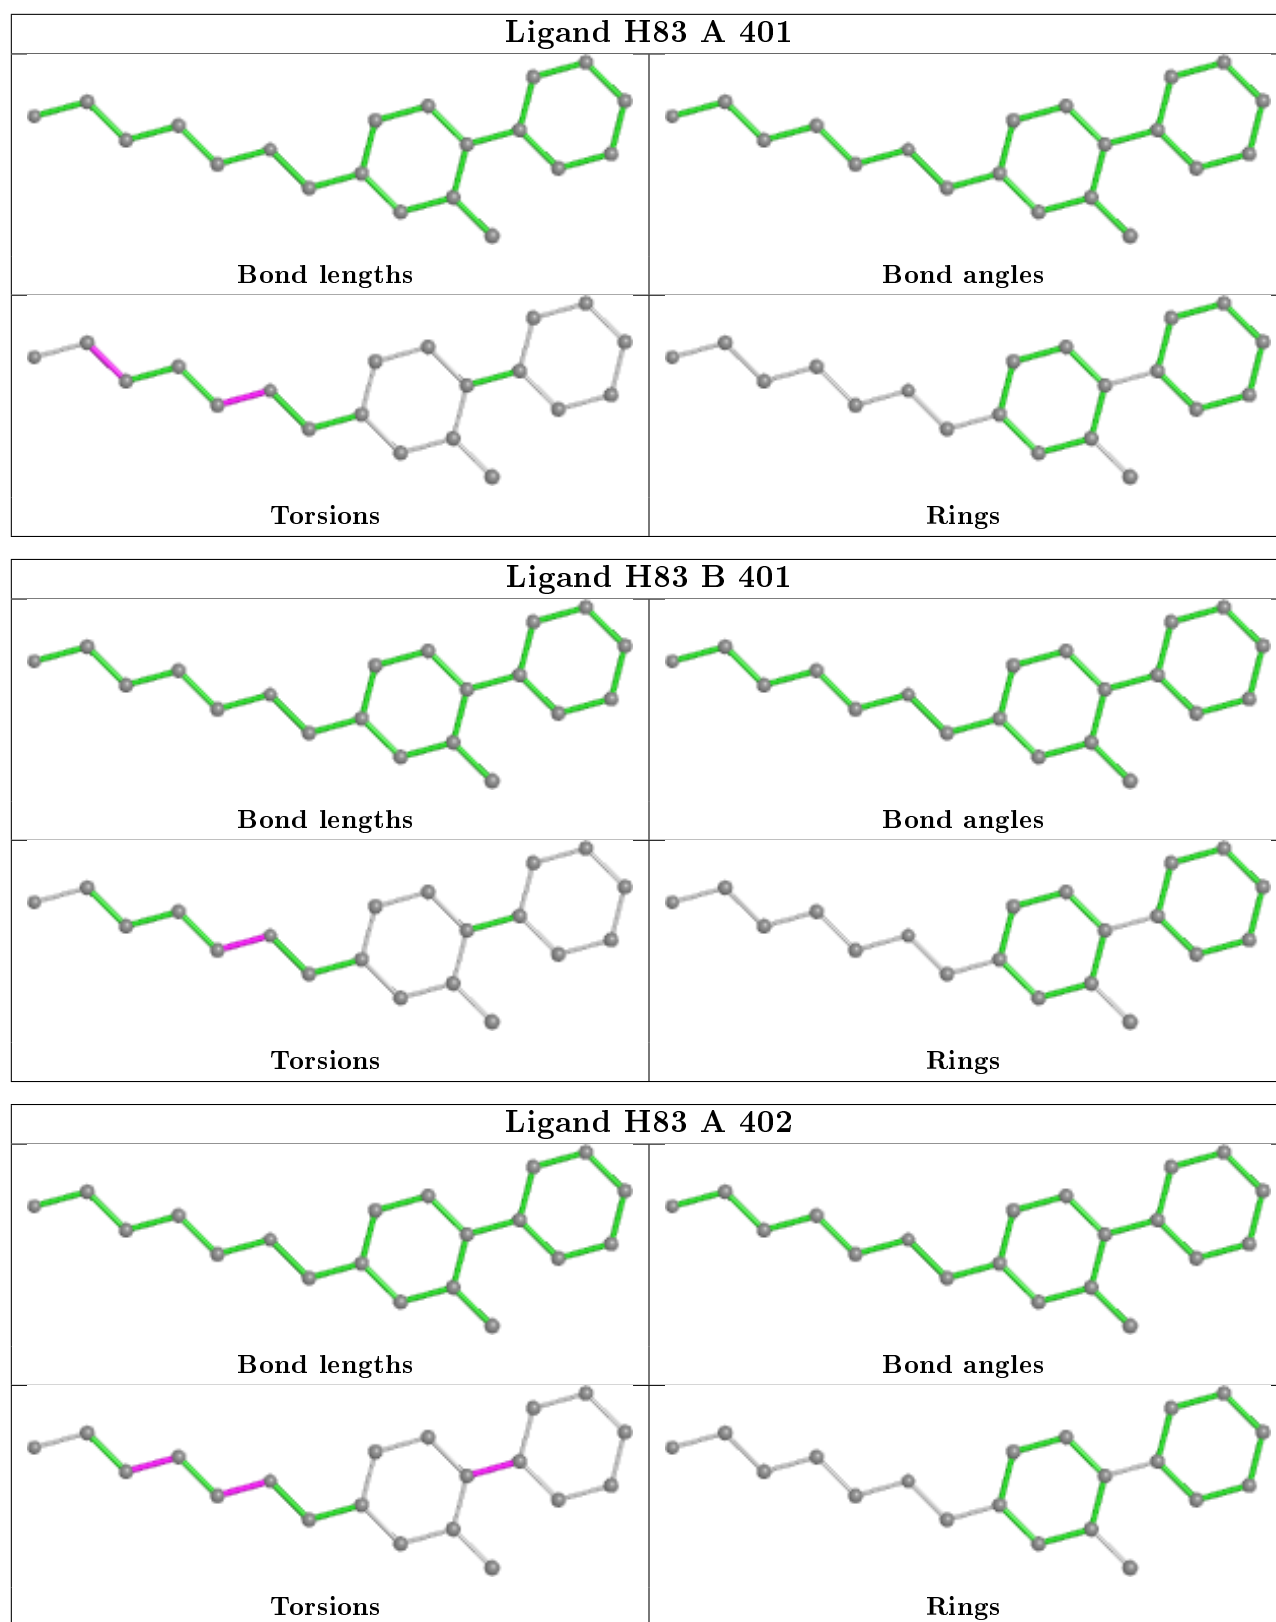 Ligand H83 A 401
Bond lengths
Bond angles
Torsions
Rings
Ligand H83 B 401
Bond lengths
Bond angles
Torsions
Rings
Ligand H83 A 402
Bond lengths
Bond angles
Torsions
Rings